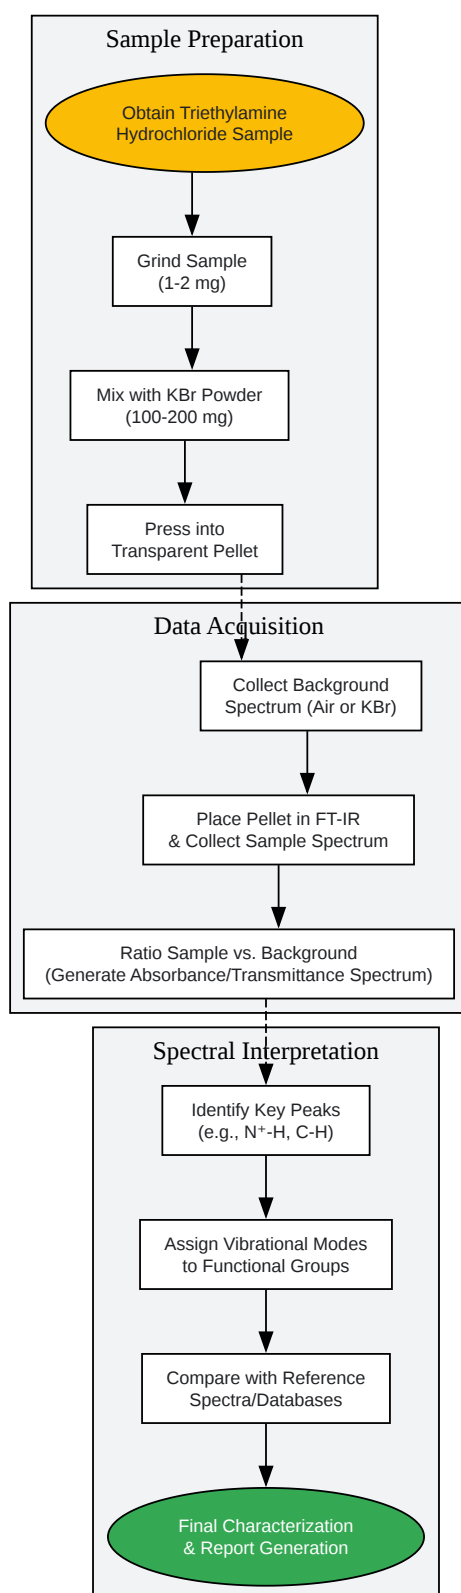 Sample Preparation
Obtain Triethylamine
Hydrochloride Sample
Grind Sample
(1-2 mg)
Mix with KBr Powder
(100-200 mg)
Press into
Transparent Pellet
Data Acquisition
Collect Background
Spectrum (Air or KBr)
Place Pellet in FT-IR
& Collect Sample Spectrum
Ratio Sample vs. Background
(Generate Absorbance/Transmittance Spectrum)
Spectral Interpretation
Identify Key Peaks
(e.g., N⁺-H, C-H)
Assign Vibrational Modes
to Functional Groups
Compare with Reference
Spectra/Databases
Final Characterization
& Report Generation